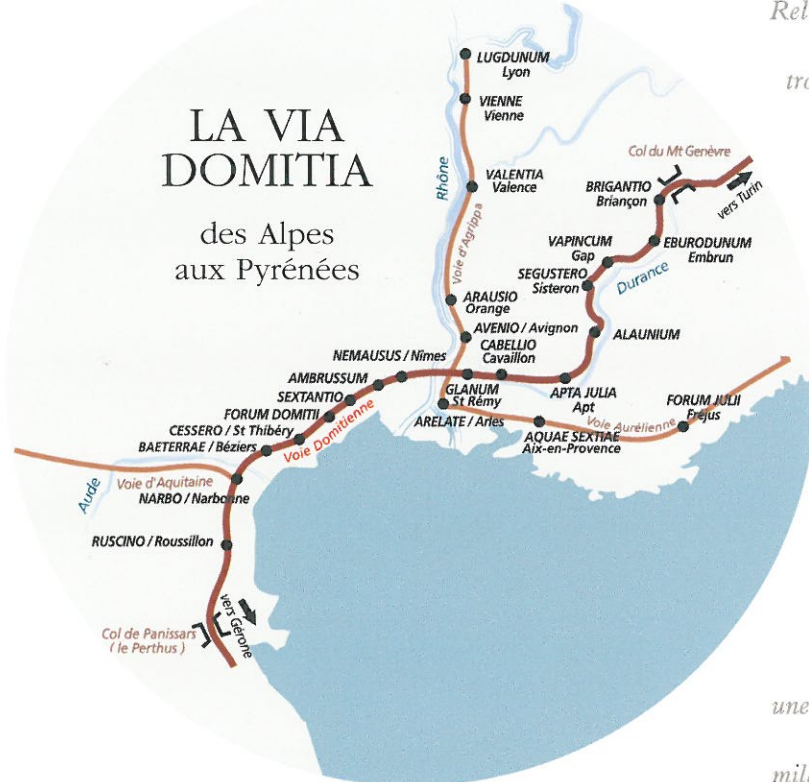 LA VIA
DOMITIA
des Alpes
aux Pyrénées
LUGDUNUM
Lyon
VIENNE
Vienne
Rhône
VALENTIA
Valence
Voie d'Agrippa
Col du Mt Genèvre
BRIGANTIO
Briançon
vers Turin
VAPINCUM
Gap
EBURODUNUM
Embrun
SEGUSTERO
Sisteron
Durance
ARAUSIO
Orange
AVENIO / Avignon
ALAUNIUM
CABELLIO
Cavaillon
NEMAUSUS / Nîmes
AMBRUSSUM
SEXTANTIO
GLANUM
St Rémy
APTA JULIA
Apt
FORUM JULII
Fréjus
FORUM DOMITII
CESSERO / St Thibéry
Voie Domitienne
ARELATE / Arles
Voie Aurélienne
AQUAE SEXTIAE
Aix-en-Provence
BAETERRAE / Béziers
Aude
Voie d'Aquitaine
NARBO / Narbonne
RUSCINO / Roussillon
vers Gérone
Col de Panissars
( le Perthus )
Rel
tro
une
mil